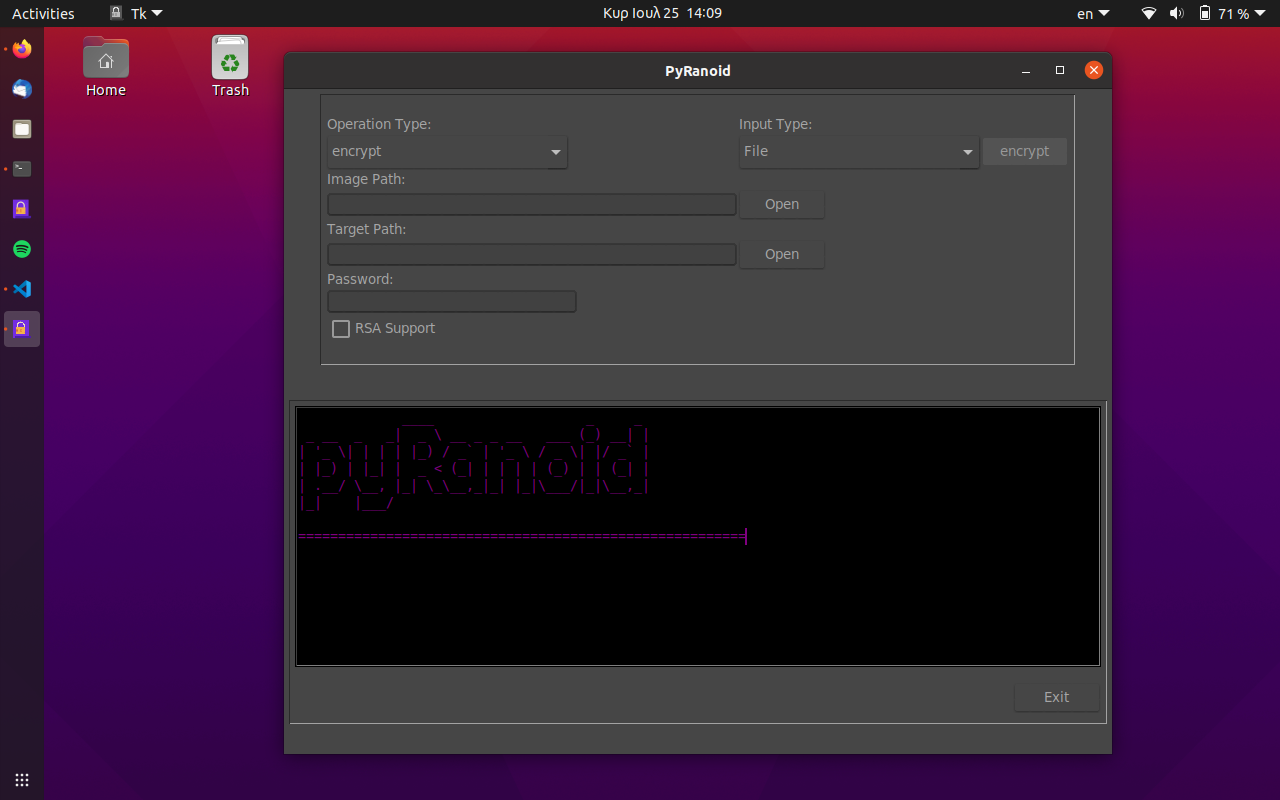 Activities
Tk
Κυρ Ιουλ 25 14:09
en
71 %
Home
Trash
PyRanoid
Operation Type:
Input Type:
encrypt
File
encrypt
Image Path:
Open
Target Path:
Open
Password:
RSA Support
pyRanoid
========================================================
Exit